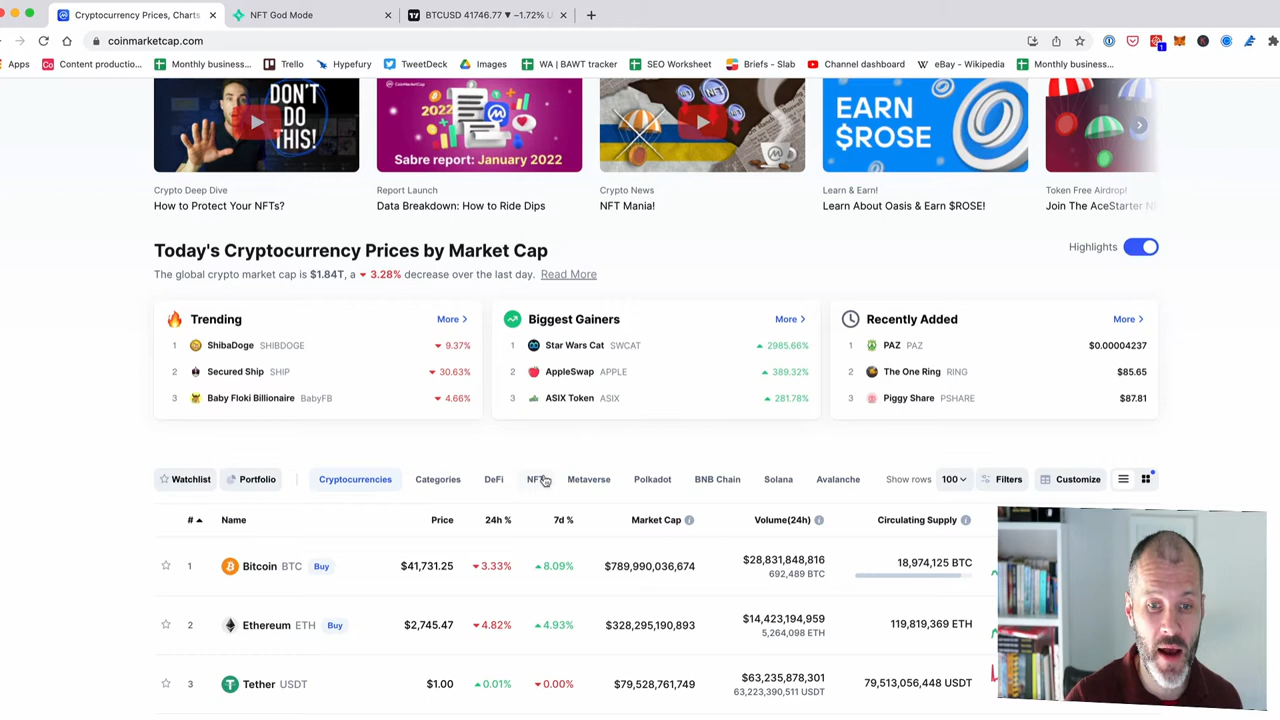 Cryptocurrency Prices, Charts
NFT God Mode
BTCUSD 41746.77 ▼ −1.72%
coinmarketcap.com
Apps
Content productio...
Monthly business...
Trello
Hypefury
TweetDeck
Images
WA | BAWT tracker
SEO Worksheet
Briefs - Slab
Channel dashboard
eBay - Wikipedia
Monthly business...
DON'T DO THIS!
CoinMarketCap
2022
Sabre report: January 2022
NFT
EARN $ROSE
Crypto Deep Dive
How to Protect Your NFTs?
Report Launch
Data Breakdown: How to Ride Dips
Crypto News
NFT Mania!
Learn & Earn!
Learn About Oasis & Earn $ROSE!
Token Free Airdrop!
Join The AceStarter
Today's Cryptocurrency Prices by Market Cap
Highlights
The global crypto market cap is $1.84T, a ▼ 3.28% decrease over the last day. Read More
Trending
More >
1 ShibaDoge SHIBDOGE ▼ 9.37%
2 Secured Ship SHIP ▼ 30.63%
3 Baby Floki Billionaire BabyFB ▼ 4.66%
Biggest Gainers
More >
1 Star Wars Cat SWCAT ▲ 2985.66%
2 AppleSwap APPLE ▲ 389.32%
3 ASIX Token ASIX ▲ 281.78%
Recently Added
More >
1 PAZ PAZ $0.00004237
2 The One Ring RING $85.65
3 Piggy Share PSHARE $87.81
Watchlist Portfolio Cryptocurrencies Categories DeFi NFT Metaverse Polkadot BNB Chain Solana Avalanche Show rows 100 Filters Customize
# Name Price 24h % 7d % Market Cap Volume(24h) Circulating Supply
1 Bitcoin BTC Buy $41,731.25 ▼3.33% ▲8.09% $789,990,036,674 $28,831,848,816 18,974,125 BTC
692,489 BTC
2 Ethereum ETH Buy $2,745.47 ▼4.82% ▲4.93% $328,295,190,893 $14,423,194,959 119,819,369 ETH
5,264,098 ETH
3 Tether USDT $1.00 ▲0.01% ▼0.00% $79,528,761,749 $63,235,878,301 79,513,056,448 USDT
63,223,390,511 USDT